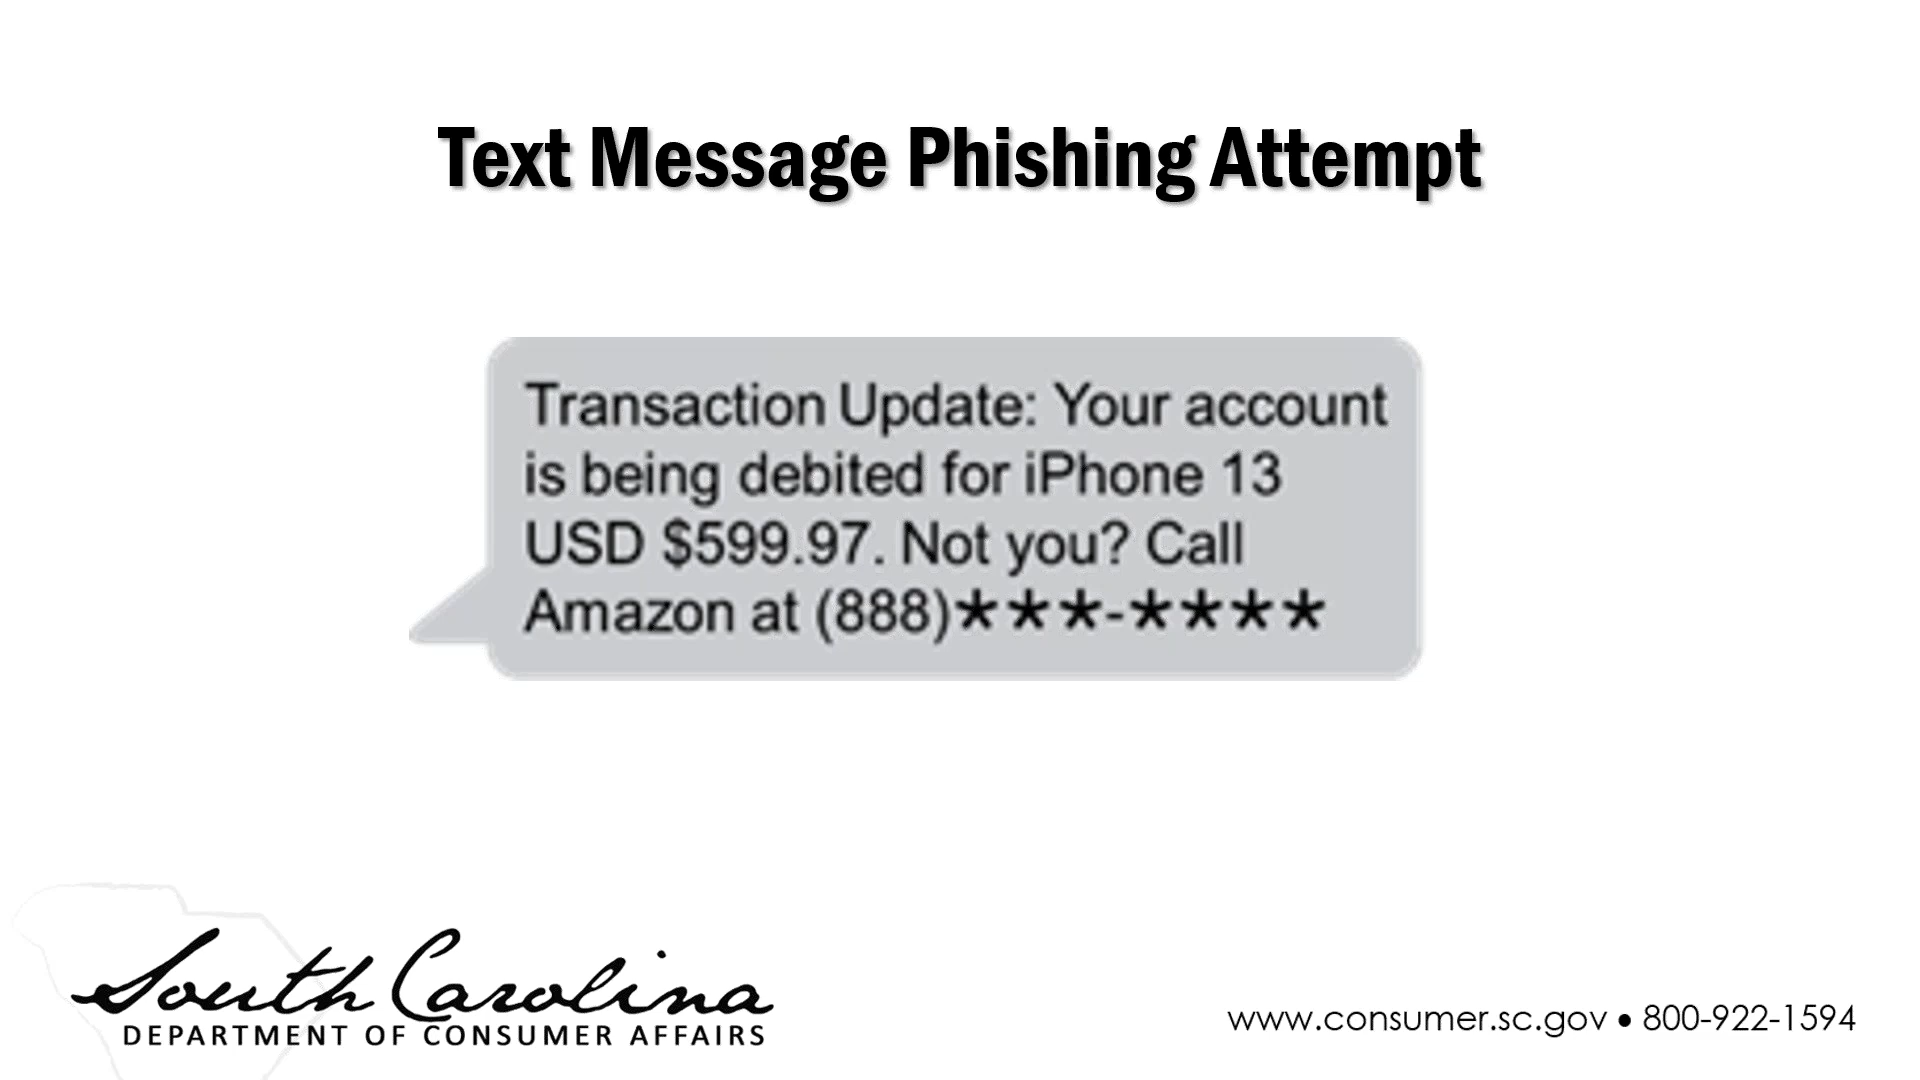 Text Message Phishing Attempt
Transaction Update: Your account
is being debited for iPhone 13
USD $599.97. Not you? Call
Amazon at (888)***-****
South Carolina
DEPARTMENT OF CONSUMER AFFAIRS
www.consumer.sc.gov • 800-922-1594